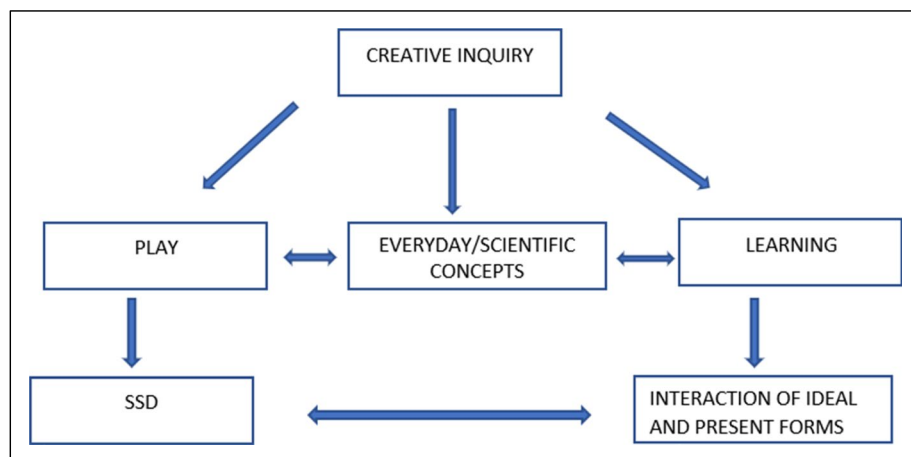 CREATIVE INQUIRY
PLAY
EVERYDAY/SCIENTIFIC
CONCEPTS
LEARNING
SSD
INTERACTION OF IDEAL
AND PRESENT FORMS